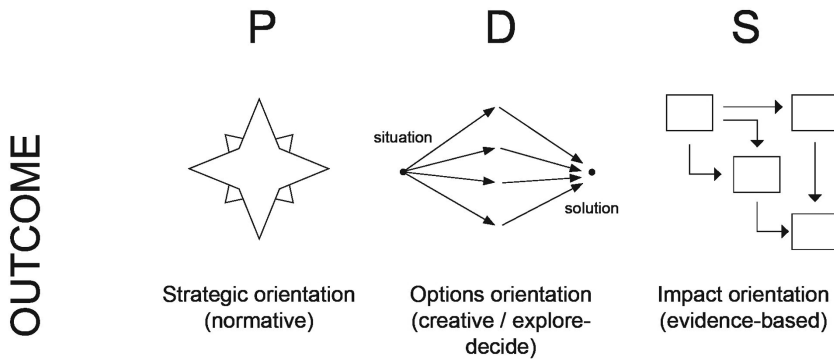 P
D
S
OUTCOME
situation
solution
Strategic orientation
(normative)
Options orientation
(creative / explore-
decide)
Impact orientation
(evidence-based)